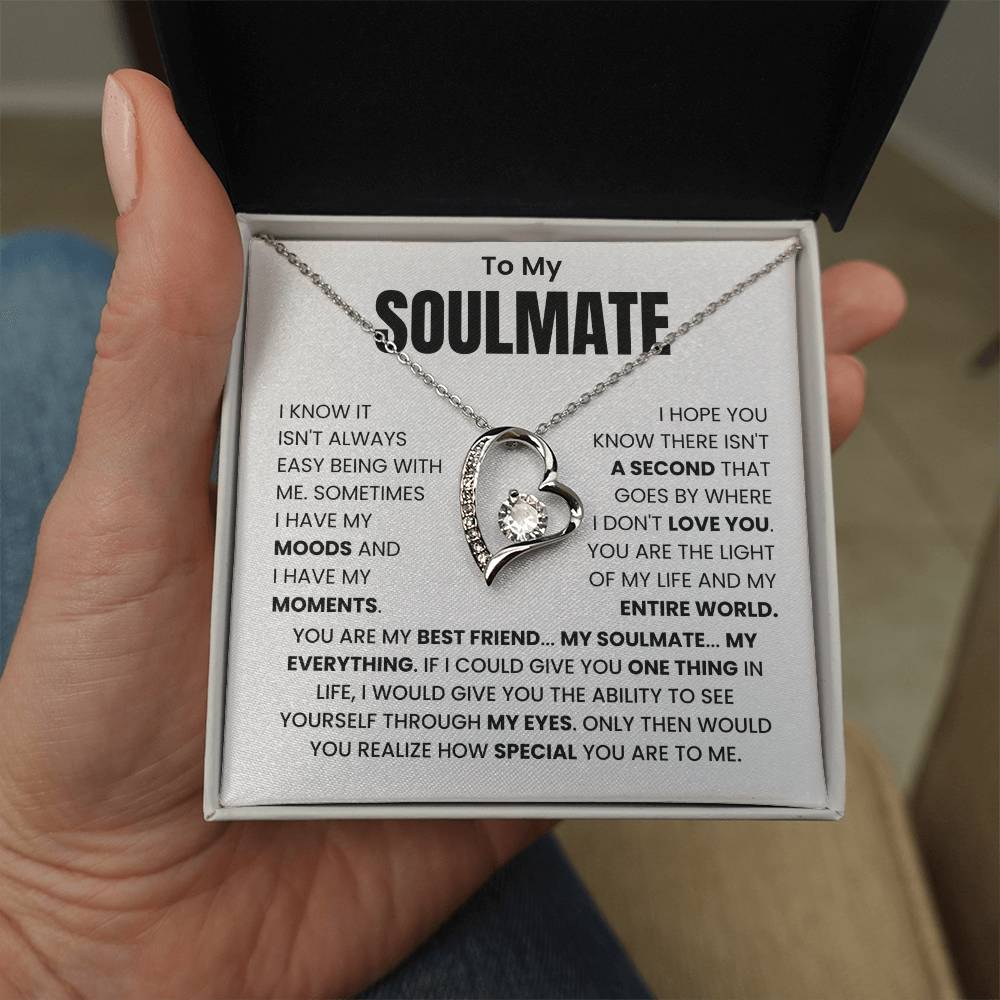 To My
SOULMATE
I KNOW IT
ISN'T ALWAYS
EASY BEING WITH
ME. SOMETIMES
I HAVE MY
MOODS AND
I HAVE MY
MOMENTS.
I HOPE YOU
KNOW THERE ISN'T
A SECOND THAT
GOES BY WHERE
I DON'T LOVE YOU.
YOU ARE THE LIGHT
OF MY LIFE AND MY
ENTIRE WORLD.
YOU ARE MY BEST FRIEND... MY SOULMATE... MY
EVERYTHING. IF I COULD GIVE YOU ONE THING IN
LIFE, I WOULD GIVE YOU THE ABILITY TO SEE
YOURSELF THROUGH MY EYES. ONLY THEN WOULD
YOU REALIZE HOW SPECIAL YOU ARE TO ME.